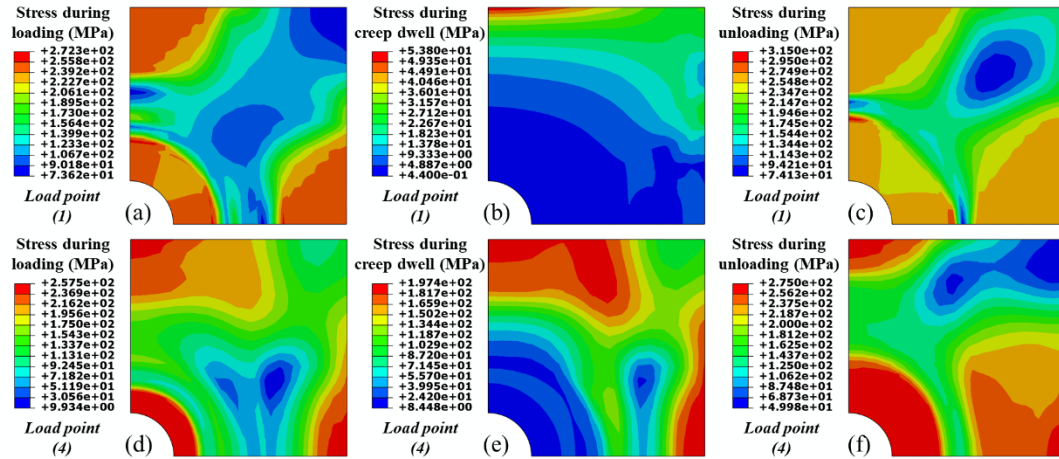 Stress during
loading (MPa)
+2.723e+02
+2.558e+02
+2.392e+02
+2.227e+02
+2.061e+02
+1.895e+02
+1.730e+02
+1.564e+02
+1.399e+02
+1.233e+02
+1.067e+02
+9.018e+01
+7.362e+01
Load point
(1)
(a)
Stress during
creep dwell (MPa)
+5.380e+01
+4.935e+01
+4.491e+01
+4.046e+01
+3.601e+01
+3.157e+01
+2.712e+01
+2.267e+01
+1.823e+01
+1.378e+01
+9.333e+00
+4.887e+00
+4.400e-01
Load point
(1)
(b)
Stress during
unloading (MPa)
+3.150e+02
+2.950e+02
+2.749e+02
+2.548e+02
+2.347e+02
+2.147e+02
+1.946e+02
+1.745e+02
+1.544e+02
+1.344e+02
+1.143e+02
+9.421e+01
+7.413e+01
Load point
(1)
(c)
Stress during
loading (MPa)
+2.575e+02
+2.369e+02
+2.162e+02
+1.956e+02
+1.750e+02
+1.543e+02
+1.337e+02
+1.131e+02
+9.245e+01
+7.182e+01
+5.119e+01
+3.056e+01
+9.934e+00
Load point
(4)
(d)
Stress during
creep dwell (MPa)
+1.974e+02
+1.817e+02
+1.659e+02
+1.502e+02
+1.344e+02
+1.187e+02
+1.029e+02
+8.720e+01
+7.145e+01
+5.570e+01
+3.995e+01
+2.420e+01
+8.448e+00
Load point
(4)
(e)
Stress during
unloading (MPa)
+2.750e+02
+2.562e+02
+2.375e+02
+2.187e+02
+2.000e+02
+1.812e+02
+1.625e+02
+1.437e+02
+1.250e+02
+1.062e+02
+8.748e+01
+6.873e+01
+4.998e+01
Load point
(4)
(f)